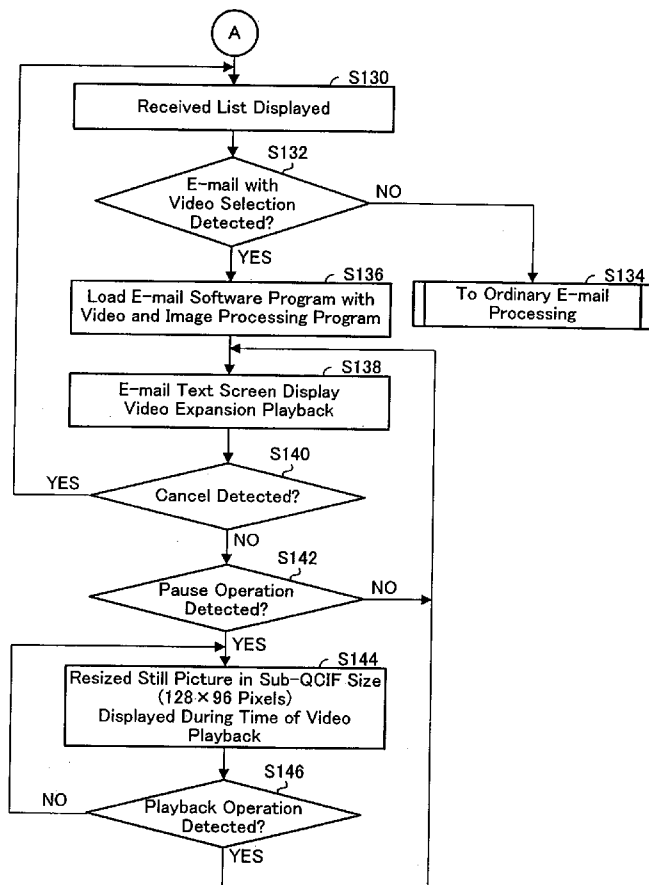 A
S130
Received List Displayed
S132
E-mail with
Video Selection
Detected?
NO
YES
S136
Load E-mail Software Program with
Video and Image Processing Program
S134
To Ordinary E-mail
Processing
S138
E-mail Text Screen Display
Video Expansion Playback
S140
YES
Cancel Detected?
NO
S142
Pause Operation
Detected?
NO
YES
S144
Resized Still Picture in Sub-QCIF Size
(128×96 Pixels)
Displayed During Time of Video
Playback
S146
NO
Playback Operation
Detected?
YES